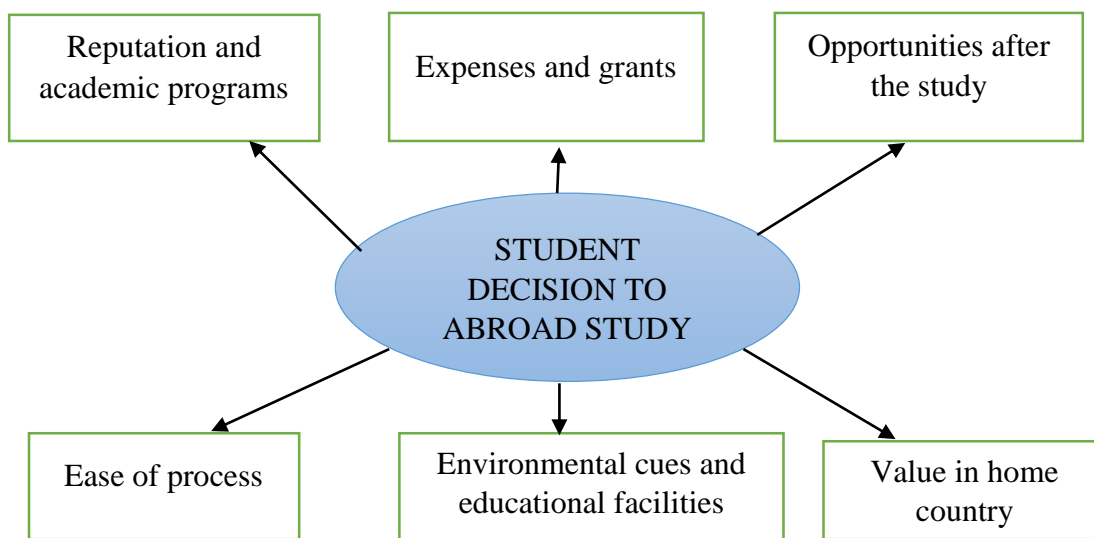 Reputation and
academic programs
Expenses and grants
Opportunities after
the study
STUDENT
DECISION TO
ABROAD STUDY
Ease of process
Environmental cues and
educational facilities
Value in home
country